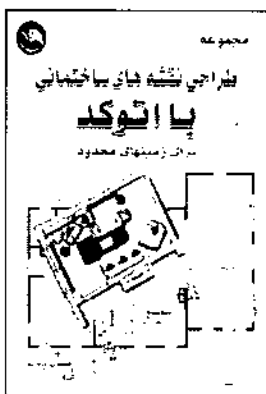 مجموعه
طراحی نقشه های ساختمانی
با اتوکد
برای زمینهای محدود